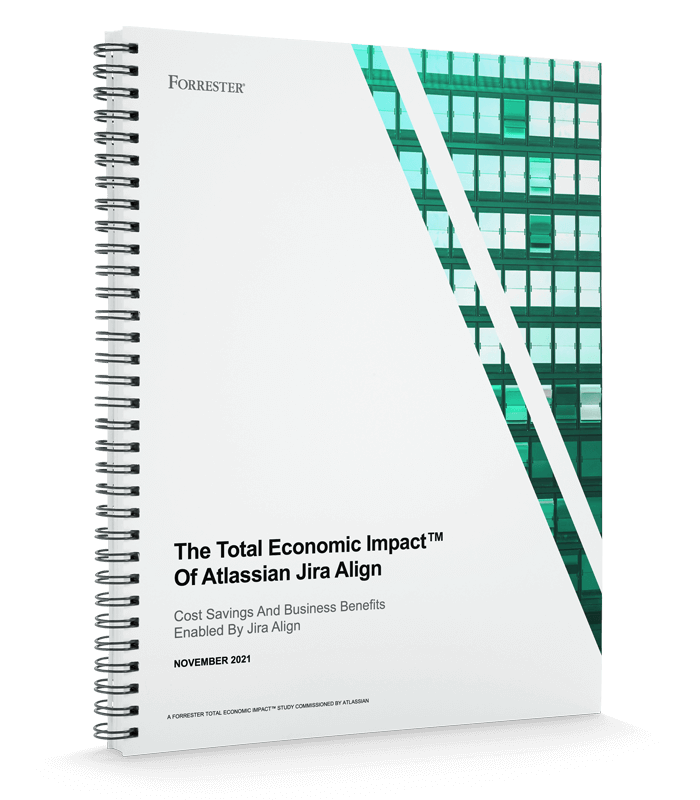 FORRESTER®
The Total Economic Impact™
Of Atlassian Jira Align
Cost Savings And Business Benefits
Enabled By Jira Align
NOVEMBER 2021
A FORRESTER TOTAL ECONOMIC IMPACT™ STUDY COMMISSIONED BY ATLASSIAN